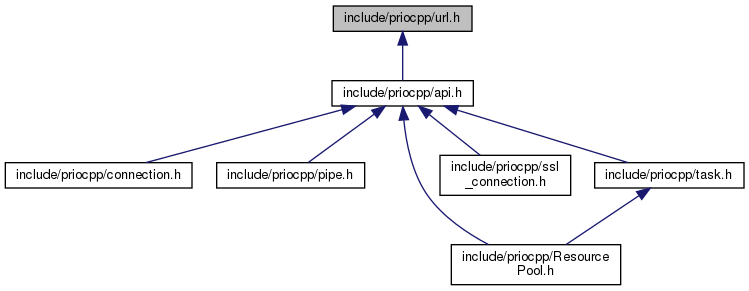 include/priocpp/url.h
include/priocpp/api.h
include/priocpp/connection.h
include/priocpp/pipe.h
include/priocpp/ssl
_connection.h
include/priocpp/task.h
include/priocpp/Resource
Pool.h